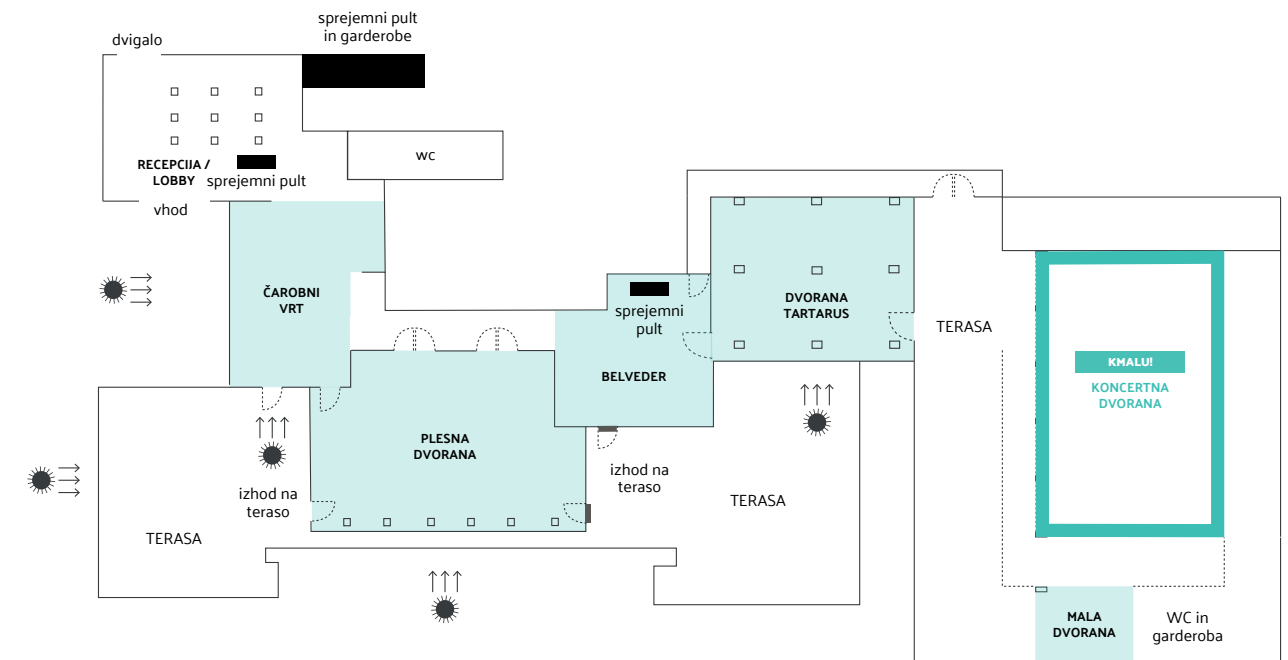 sprejemni pult
in garderobe
dvigalo
wc
RECEPCIJA /
LOBBY
sprejemni pult
vhod
ČAROBNI
VRT
sprejemni
pult
DVORANA
TARTARUS
TERASA
BELVEDER
KMALU!
KONCERTNA
DVORANA
PLESNA
DVORANA
izhod na
teraso
izhod na
teraso
TERASA
TERASA
MALA
DVORANA
WC in
garderoba